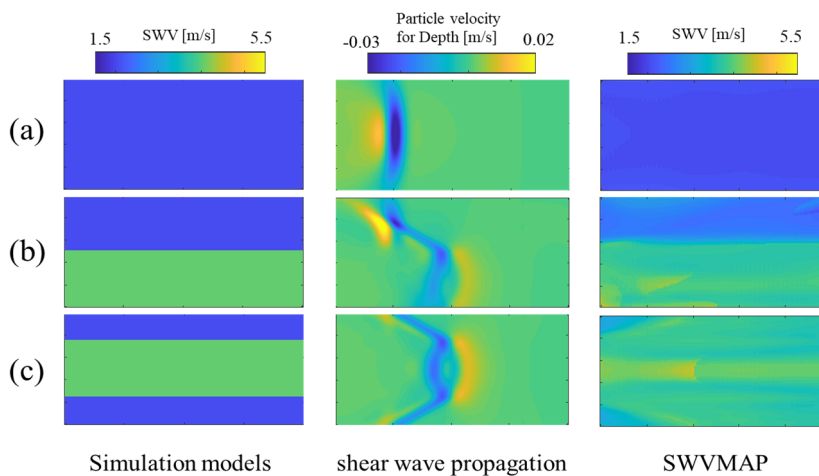 SWV [m/s]
1.5 5.5
Particle velocity
for Depth [m/s]
-0.03 0.02
SWV [m/s]
1.5 5.5
(a)
(b)
(c)
Simulation models
shear wave propagation
SWVMAP